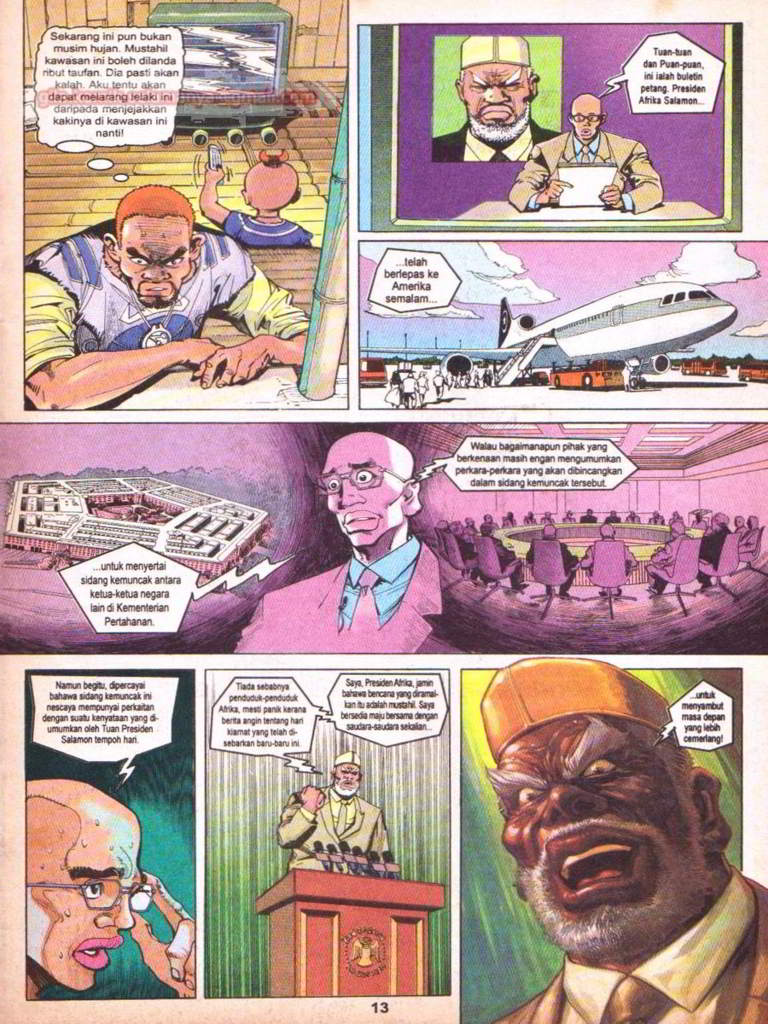 Sekarang ini pun bukan
musim hujan. Mustahil
kawasan ini boleh dilanda
ribut taufan. Dia pasti akan
kalah. Aku tentu akan
dapat melarang lelaki ini
daripada menjejakkan
kakinya di kawasan ini
nanti!
Tuan-tuan
dan Puan-puan,
ini ialah buletin
petang. Presiden
Afrika Salamon...
...telah
berlepas ke
Amerika
semalam...
...untuk menyertai
sidang kemuncak antara
ketua-ketua negara
lain di Kementerian
Pertahanan.
Walau bagaimanapun pihak yang
berkenaan masih engan mengumumkan
perkara-perkara yang akan dibincangkan
dalam sidang kemuncak tersebut.
Namun begitu, dipercayai
bahawa sidang kemuncak ini
nescaya mempunyai perkaitan
dengan suatu kenyataan yang di-
umumkan oleh Tuan Presiden
Salamon tempoh hari.
Tiada sebabnya
penduduk-penduduk
Afrika, mesti panik kerana
berita angin tentang hari
kiamat yang telah di-
sebarkan baru-baru ini.
Saya, Presiden Afrika, jamin
bahawa bencana yang diramal-
kan itu adalah mustahil. Saya
bersedia maju bersama dengan
saudara-saudara sekalian...
...untuk
menyambut
masa depan
yang lebih
cemerlang!
13